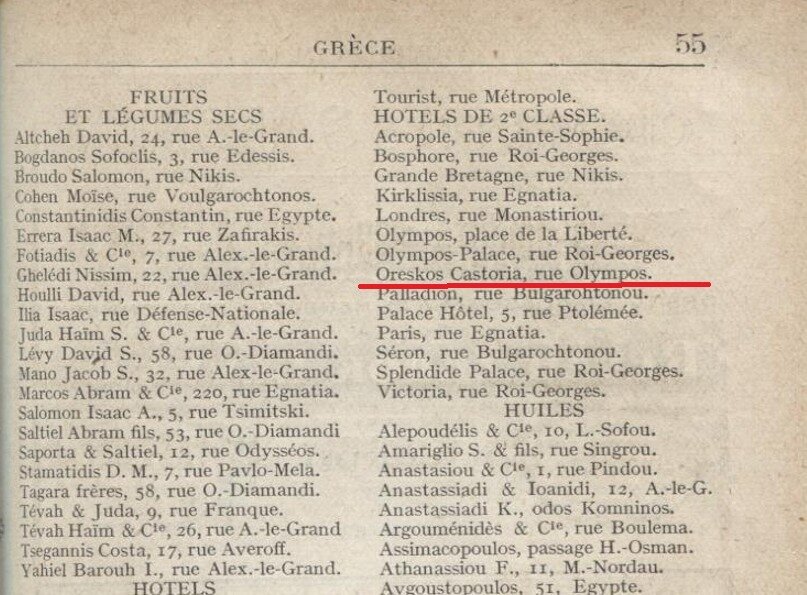 GRÈCE
55
FRUITS
ET LÉGUMES SECS
Altcheh David, 24, rue A.-le-Grand.
Bogdanos Sofoclis, 3, rue Edessis.
Broudo Salomon, rue Nikis.
Cohen Moïse, rue Voulgarochtonos.
Constantinidis Constantin, rue Egypte.
Errera Isaac M., 27, rue Zafirakis.
Fotiadis & Cie, 7, rue Alex.-le-Grand.
Ghelédi Nissim, 22, rue Alex.-le-Grand.
Houlli David, rue Alex.-le-Grand.
Ilia Isaac, rue Défense-Nationale.
Juda Haïm S. & Cie, rue A.-le-Grand.
Lévy David S., 58, rue O.-Diamandi.
Mano Jacob S., 32, rue Alex.-le-Grand.
Marcos Abram & Cie, 220, rue Egnatia.
Salomon Isaac A., 5, rue Tsimitski.
Saltiel Abram fils, 53, rue O.-Diamandi
Saporta & Saltiel, 12, rue Odysséos.
Stamatidis D. M., 7, rue Pavlo-Mela.
Tagara frères, 58, rue O.-Diamandi.
Tévah & Juda, 9, rue Franque.
Tévah Haïm & Cie, 26, rue A.-le-Grand
Tsegannis Costa, 17, rue Averoff.
Yahiel Barouh I., rue Alex.-le-Grand.
HOTELS
Tourist, rue Métropole.
HOTELS DE 2e CLASSE.
Acropole, rue Sainte-Sophie.
Bosphore, rue Roi-Georges.
Grande Bretagne, rue Nikis.
Kirklissia, rue Egnatia.
Londres, rue Monastiriou.
Olympos, place de la Liberté.
Olympos-Palace, rue Roi-Georges.
Oreskos Castoria, rue Olympos.
Palladion, rue Bulgarohtonou.
Palace Hôtel, 5, rue Ptolémée.
Paris, rue Egnatia.
Séron, rue Bulgarochtonou.
Splendide Palace, rue Roi-Georges.
Victoria, rue Roi-Georges.
HUILES
Alepoudélis & Cie, 10, L.-Sofou.
Amariglio S. & fils, rue Singrou.
Anastasiou & Cie, 1, rue Pindou.
Anastassiadi & Ioanidi, 12, A.-le-G.
Anastassiadi K., odos Komninos.
Argouménidès & Cie, rue Boulema.
Assimacopoulos, passage H.-Osman.
Athanassiou F., 11, M.-Nordau.
Avgoustopoulos, 51, Egypte.